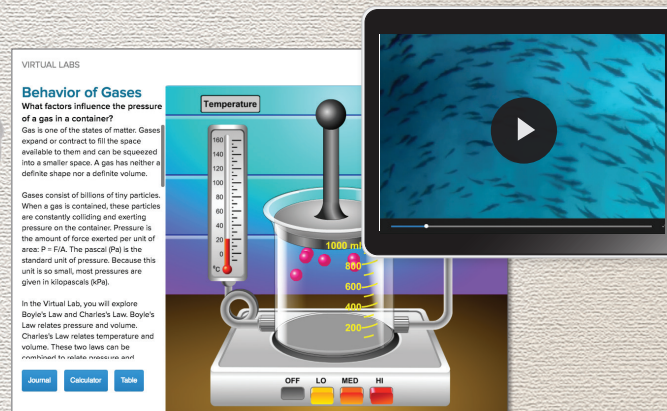 VIRTUAL LABS
Behavior of Gases
What factors influence the pressure
of a gas in a container?
Gas is one of the states of matter. Gases
expand or contract to fill the space
available to them and can be squeezed
into a smaller space. A gas has neither a
definite shape nor a definite volume.
Gases consist of billions of tiny particles.
When a gas is contained, these particles
are constantly colliding and exerting
pressure on the container. Pressure is
the amount of force exerted per unit of
area: P = F/A. The pascal (Pa) is the
standard unit of pressure. Because this
unit is so small, most pressures are
given in kilopascals (kPa).
In the Virtual Lab, you will explore
Boyle's Law and Charles's Law. Boyle's
Law relates pressure and volume.
Charles's Law relates temperature and
volume. These two laws can be
combined to relate pressure and
Journal Calculator Table
Temperature
160
140
120
100
80
60
40
20
0
°C
1000 ml
800
600
400
200
OFF LO MED HI